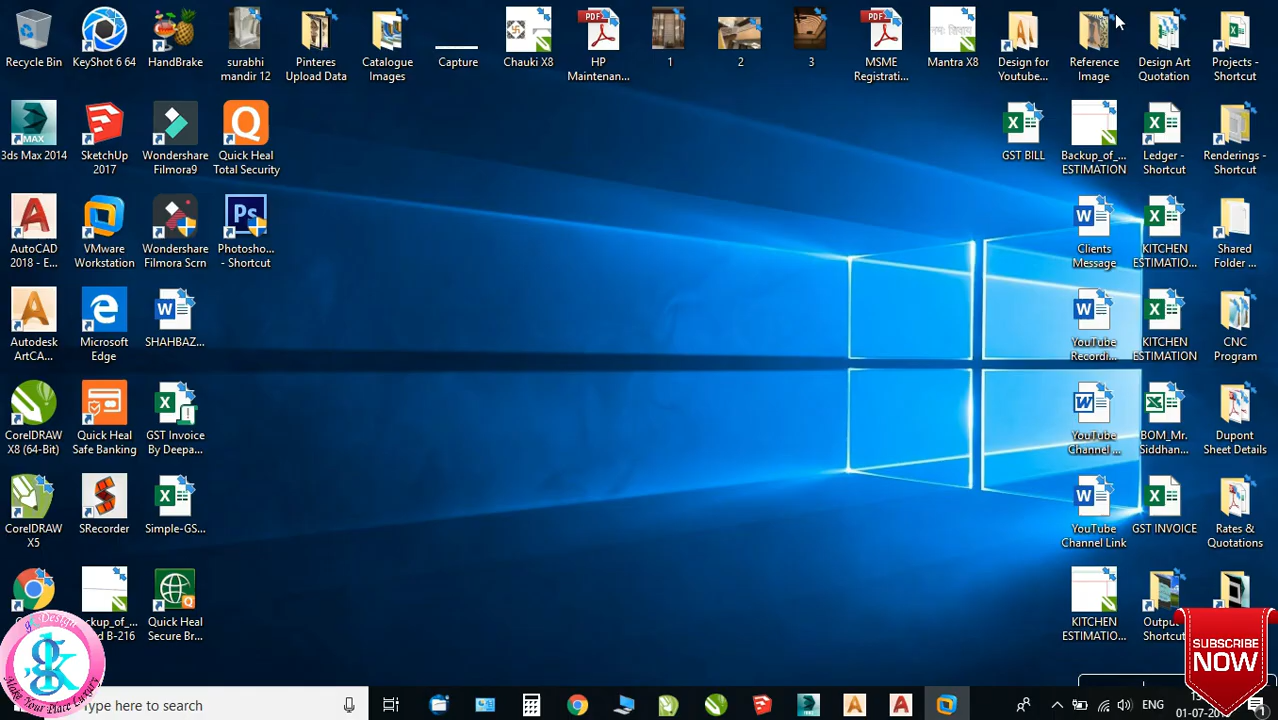 Recycle Bin
KeyShot 6 64
HandBrake
surabhi mandir 12
Pinteres Upload Data
Catalogue Images
Capture
Chauki X8
HP Maintenan...
1
2
3
MSME Registrati...
Mantra X8
Design for Youtube...
Reference Image
Design Art Quotation
Projects - Shortcut
3ds Max 2014
SketchUp 2017
Wondershare Filmora9
Quick Heal Total Security
GST BILL
Backup_of_... ESTIMATION
Ledger - Shortcut
Renderings - Shortcut
AutoCAD 2018 - E...
VMware Workstation
Wondershare Filmora Scrn
Photosho... - Shortcut
Clients Message
KITCHEN ESTIMATIO...
Shared Folder ...
Autodesk ArtCA...
Microsoft Edge
SHAHBAZ...
YouTube Recordi...
KITCHEN ESTIMATION
CNC Program
CorelDRAW X8 (64-Bit)
Quick Heal Safe Banking
GST Invoice By Deepa...
YouTube Channel ...
BOM_Mr. Siddhan...
Dupont Sheet Details
CorelDRAW X5
SRecorder
Simple-GS...
YouTube Channel Link
GST INVOICE
Rates & Quotations
Quick Heal Secure Br...
KITCHEN ESTIMATIO...
SUBSCRIBE
NOW
Type here to search
ENG